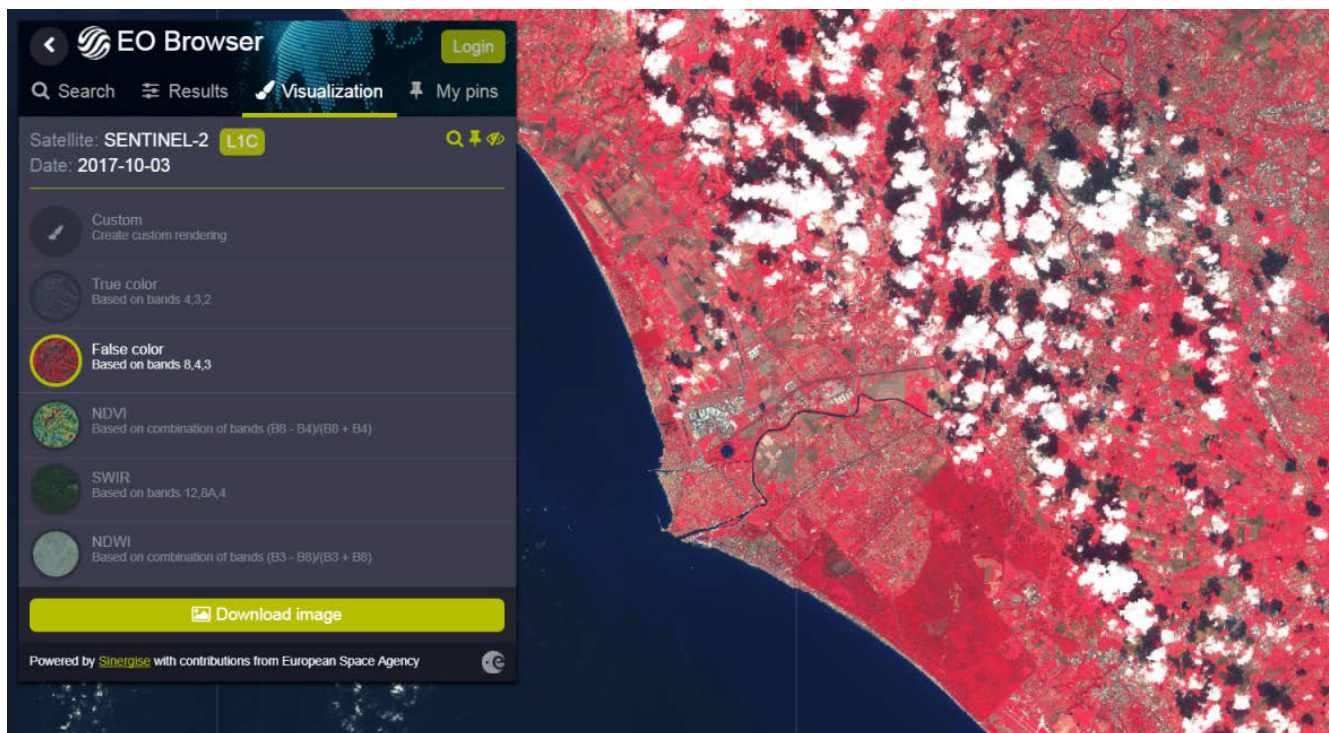 EO Browser
Login
Search Results Visualization My pins
Satellite: SENTINEL-2 L1C
Date: 2017-10-03
Custom
Create custom rendering
True color
Based on bands 4,3,2
False color
Based on bands 8,4,3
NDVI
Based on combination of bands (B8 - B4)/(B8 + B4)
SWIR
Based on bands 12,8A,4
NDWI
Based on combination of bands (B3 - B8)/(B3 + B8)
Download image
Powered by Sinergise with contributions from European Space Agency